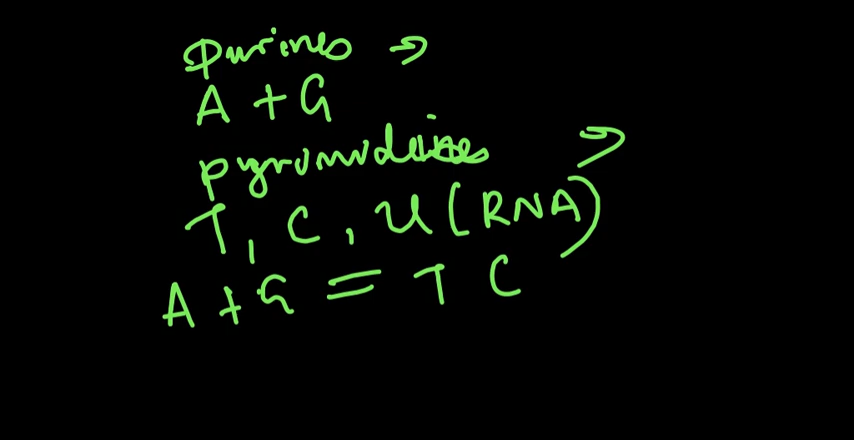 purines →
A + G
pyrimidines →
T, C, U (RNA)
A + G = T C